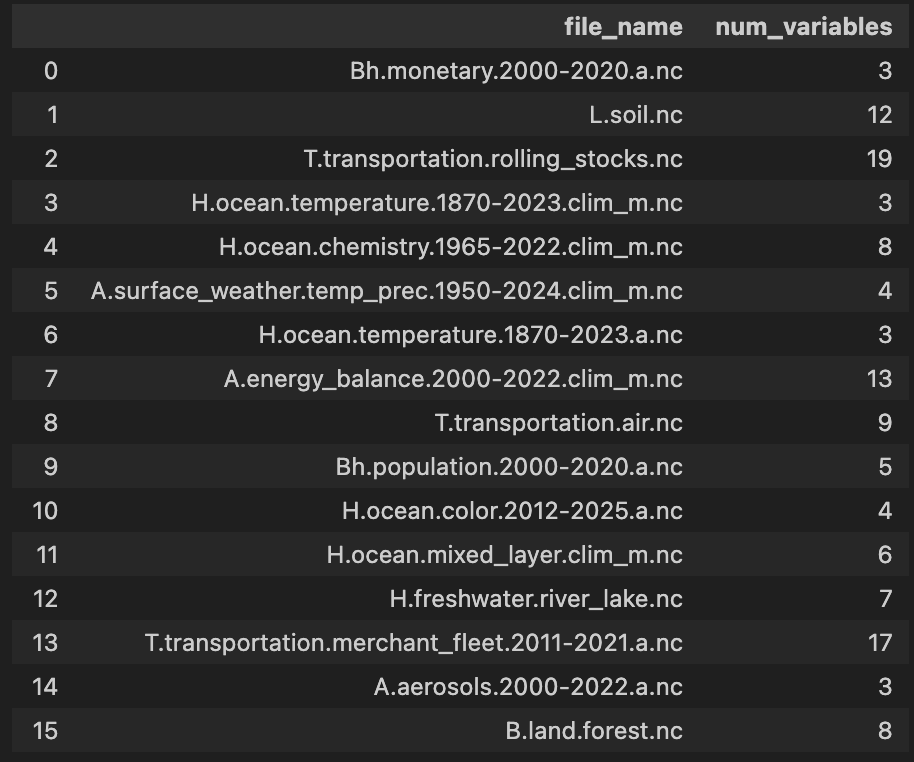 file_name num_variables
0 Bh.monetary.2000-2020.a.nc 3
1 L.soil.nc 12
2 T.transportation.rolling_stocks.nc 19
3 H.ocean.temperature.1870-2023.clim_m.nc 3
4 H.ocean.chemistry.1965-2022.clim_m.nc 8
5 A.surface_weather.temp_prec.1950-2024.clim_m.nc 4
6 H.ocean.temperature.1870-2023.a.nc 3
7 A.energy_balance.2000-2022.clim_m.nc 13
8 T.transportation.air.nc 9
9 Bh.population.2000-2020.a.nc 5
10 H.ocean.color.2012-2025.a.nc 4
11 H.ocean.mixed_layer.clim_m.nc 6
12 H.freshwater.river_lake.nc 7
13 T.transportation.merchant_fleet.2011-2021.a.nc 17
14 A.aerosols.2000-2022.a.nc 3
15 B.land.forest.nc 8